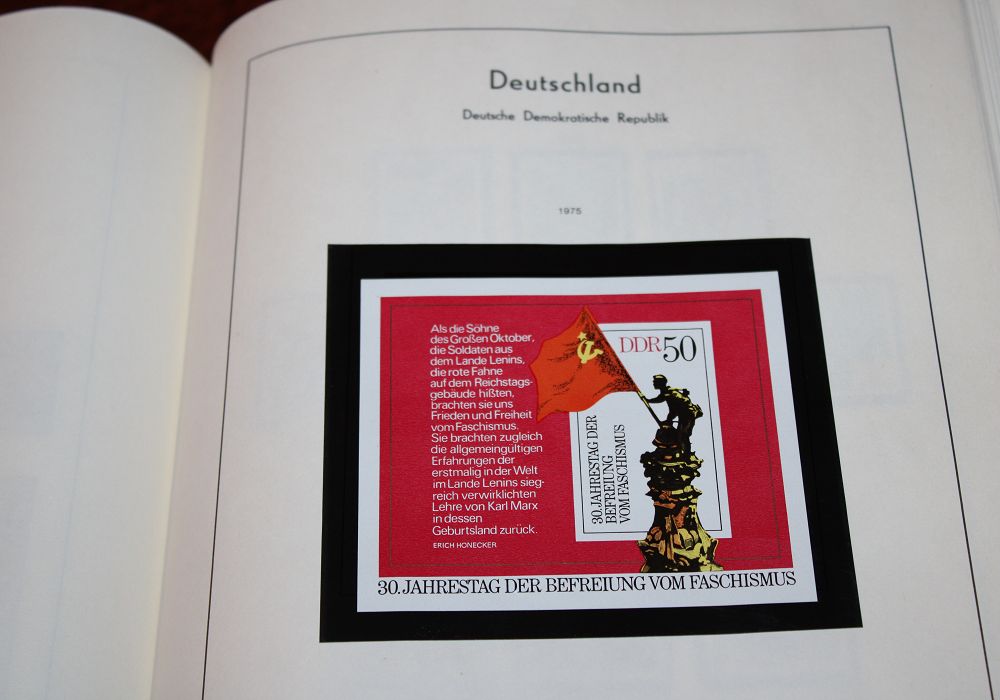 Deutschland
Deutsche Demokratische Republik
1975
Als die Söhne
des Großen Oktober,
die Soldaten aus
dem Lande Lenins,
die rote Fahne
auf dem Reichstags-
gebäude hißten,
brachten sie uns
Frieden und Freiheit
vom Faschismus.
Sie brachten zugleich
die allgemeingültigen
Erfahrungen der
erstmalig in der Welt
im Lande Lenins sieg-
reich verwirklichten
Lehre von Karl Marx
in dessen
Geburtsland zurück.
ERICH HONECKER
DDR 50
30. JAHRESTAG DER
BEFREIUNG
VOM FASCHISMUS
30. JAHRESTAG DER BEFREIUNG VOM FASCHISMUS